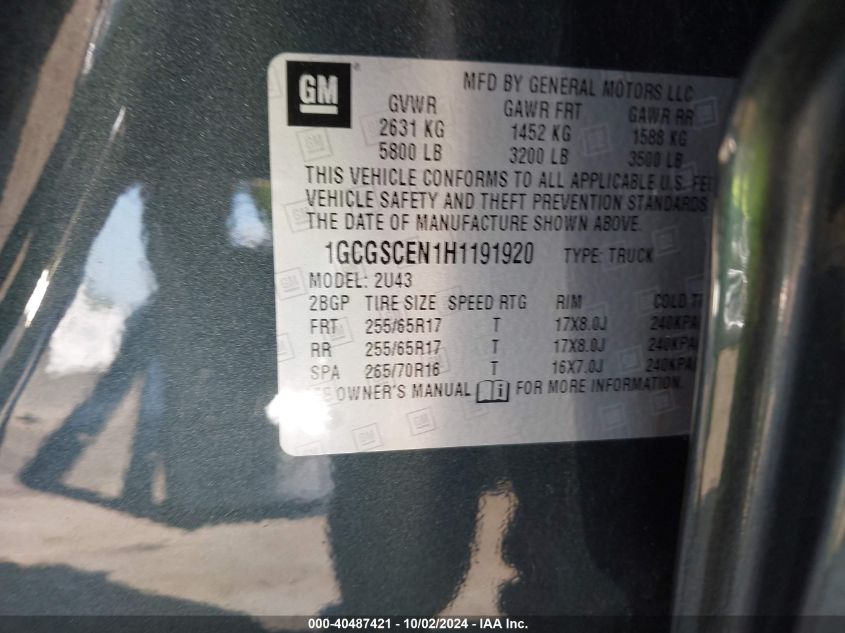 GM
MFD BY GENERAL MOTORS LLC
GVWR GAWR FRT GAWR RR
2631 KG 1452 KG 1588 KG
5800 LB 3200 LB 3500 LB
THIS VEHICLE CONFORMS TO ALL APPLICABLE U.S. FE
VEHICLE SAFETY AND THEFT PREVENTION STANDARDS
THE DATE OF MANUFACTURE SHOWN ABOVE.
1GCGSCEN1H1191920 TYPE: TRUCK
MODEL: 2U43
2BGP TIRE SIZE SPEED RTG RIM COLD
FRT 255/65R17 T 17X8.0J 240KPA
RR 255/65R17 T 17X8.0J 240KPA
SPA 265/70R16 T 16X7.0J 240KPA
OWNER'S MANUAL FOR MORE INFORMATION.
000-40487421 - 10/02/2024 - IAA Inc.